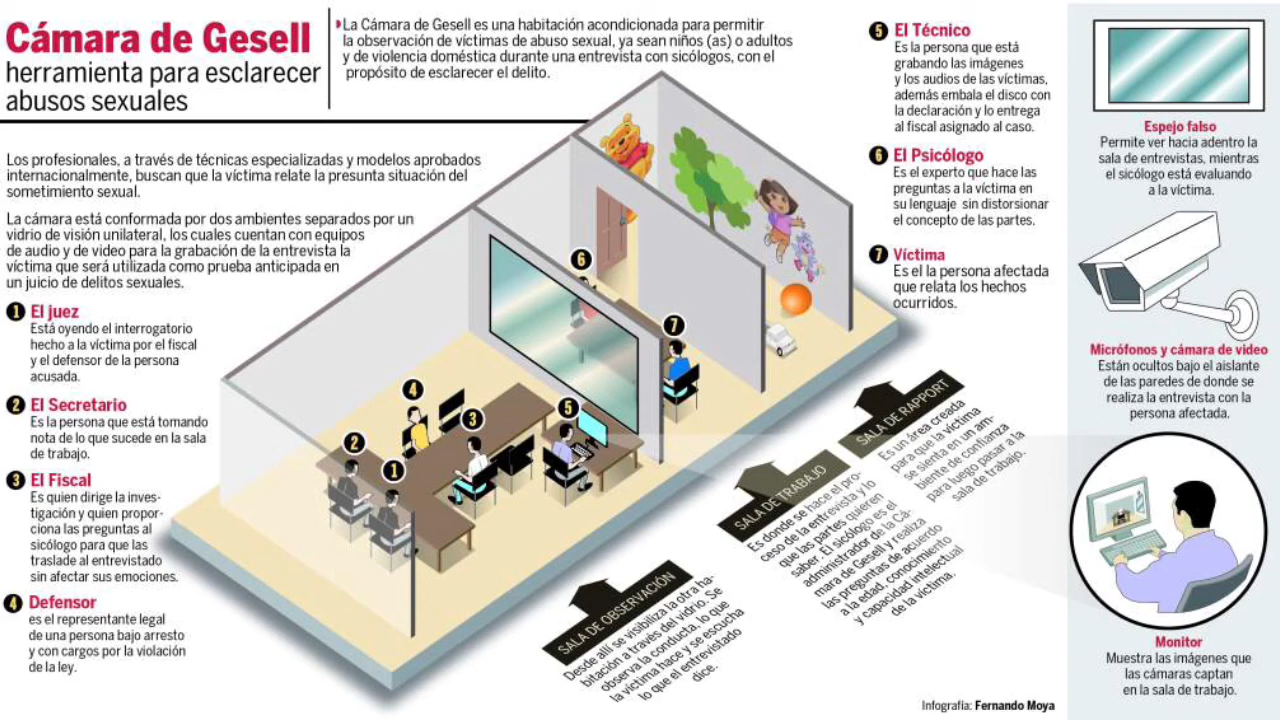 Cámara de Gesell
herramienta para esclarecer
abusos sexuales
La Cámara de Gesell es una habitación acondicionada para permitir
la observación de víctimas de abuso sexual, ya sean niños (as) o adultos
y de violencia doméstica durante una entrevista con sicólogos, con el
propósito de esclarecer el delito.
Los profesionales, a través de técnicas especializadas y modelos aprobados
internacionalmente, buscan que la víctima relate la presunta situación del
sometimiento sexual.
La cámara está conformada por dos ambientes separados por un
vidrio de visión unilateral, los cuales cuentan con equipos
de audio y de video para la grabación de la entrevista la
víctima que será utilizada como prueba anticipada en
un juicio de delitos sexuales.
1 El juez
Está oyendo el interrogatorio
hecho a la víctima por el fiscal
y el defensor de la persona
acusada.
2 El Secretario
Es la persona que está tomando
nota de lo que sucede en la sala
de trabajo.
3 El Fiscal
Es quien dirige la inves-
tigación y quien propor-
ciona las preguntas al
sicólogo para que las
traslade al entrevistado
sin afectar sus emociones.
4 Defensor
es el representante legal
de una persona bajo arresto
y con cargos por la violación
de la ley.
5 El Técnico
Es la persona que está
grabando las imágenes
y los audios de las víctimas,
además embala el disco con
la declaración y lo entrega
al fiscal asignado al caso.
6 El Psicólogo
Es el experto que hace las
preguntas a la víctima en
su lenguaje sin distorsionar
el concepto de las partes.
7 Víctima
Es el la persona afectada
que relata los hechos
ocurridos.
1
2
3
4
5
6
7
SALA DE OBSERVACIÓN
Desde allí se visibiliza la otra ha-
bitación a través del vidrio. Se
observa la conducta, lo que
la víctima hace y se escucha
lo que el entrevistado
dice.
SALA DE TRABAJO
Es donde se hace el pro-
ceso de la entrevista y lo
que las partes quieren
saber. El sicólogo es el
administrador de la Cá-
mara de Gesell y realiza
las preguntas de acuerdo
a la edad, conocimiento
y capacidad intelectual
de la víctima.
SALA DE RAPPORT
Es un área creada
para que la víctima
se sienta en un am-
biente de confianza
para luego pasar a la
sala de trabajo.
Espejo falso
Permite ver hacia adentro la
sala de entrevistas, mientras
el sicólogo está evaluando
a la víctima.
Micrófonos y cámara de video
Están ocultos bajo el aislante
de las paredes de donde se
realiza la entrevista con la
persona afectada.
Monitor
Muestra las imágenes que
las cámaras captan
en la sala de trabajo.
Infografía: Fernando Moya